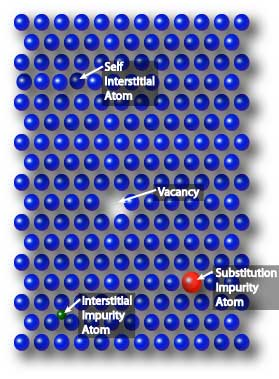 Self
Interstitial
Atom
Vacancy
Substitution
Impurity
Atom
Interstitial
Impurity
Atom